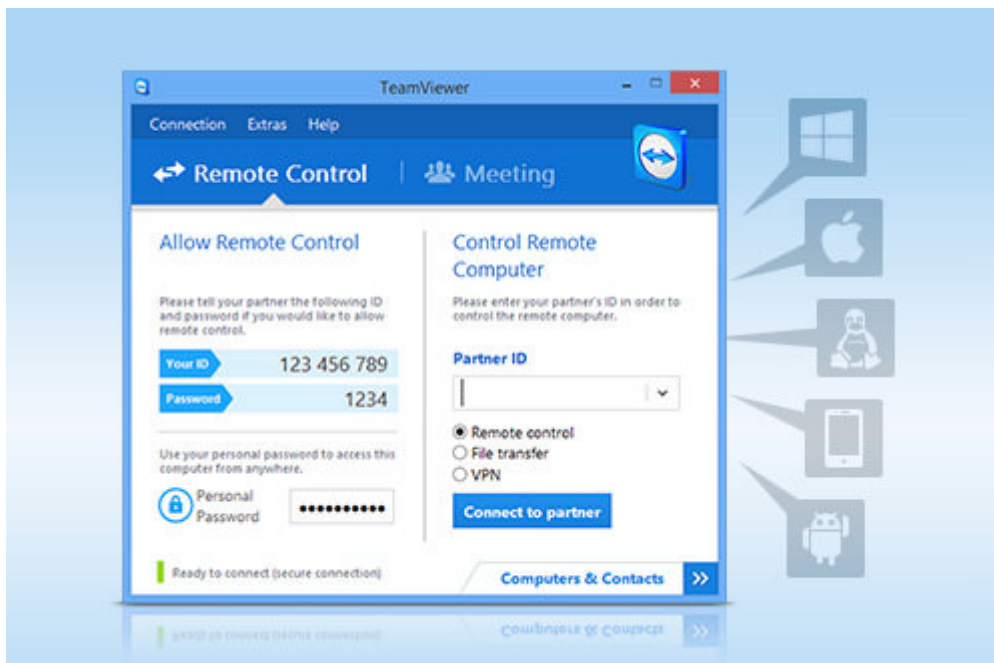 TeamViewer
Connection Extras Help
Remote Control
Meeting
Allow Remote Control
Please tell your partner the following ID
and password if you would like to allow
remote control.
Your ID 123 456 789
Password 1234
Use your personal password to access this
computer from anywhere.
Personal
Password
Ready to connect (secure connection)
Control Remote
Computer
Please enter your partner's ID in order to
control the remote computer.
Partner ID
Remote control
File transfer
VPN
Connect to partner
Computers & Contacts